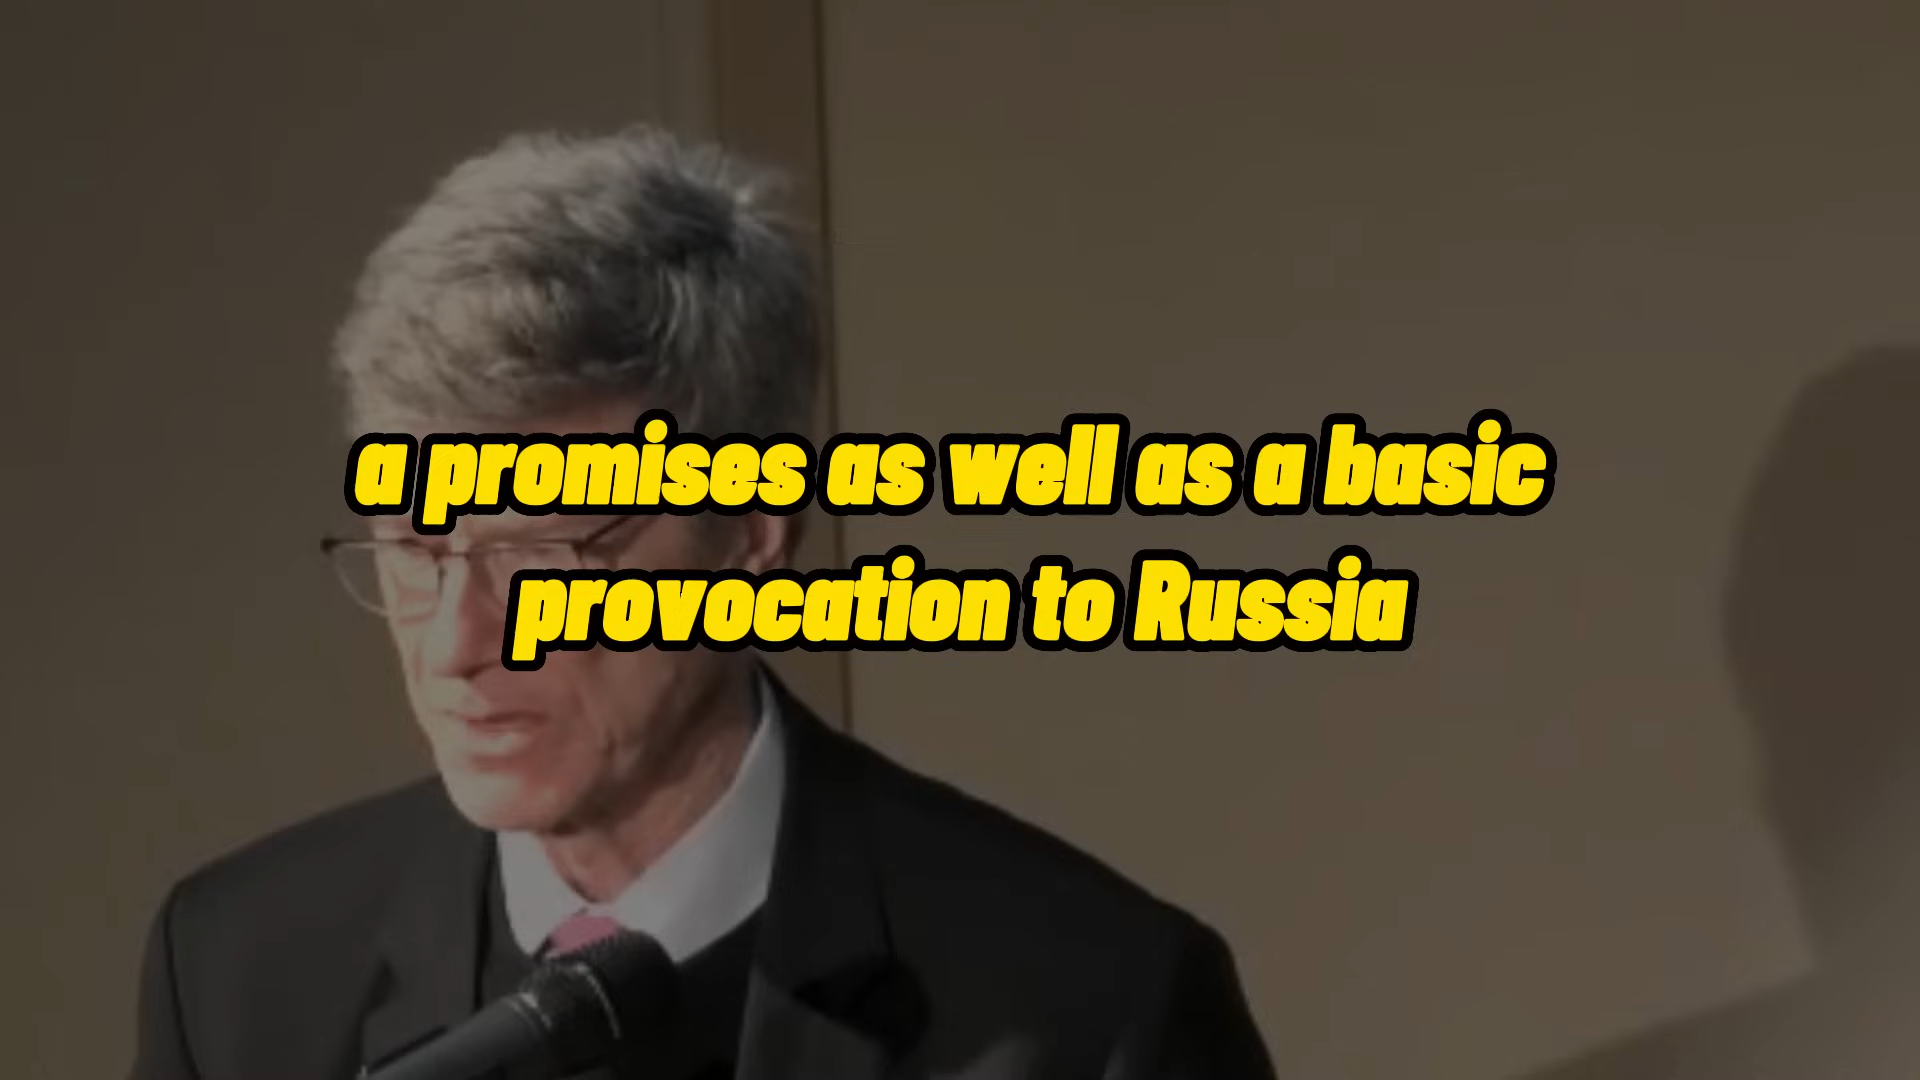 a promises as well as a basic
provocation to Russia